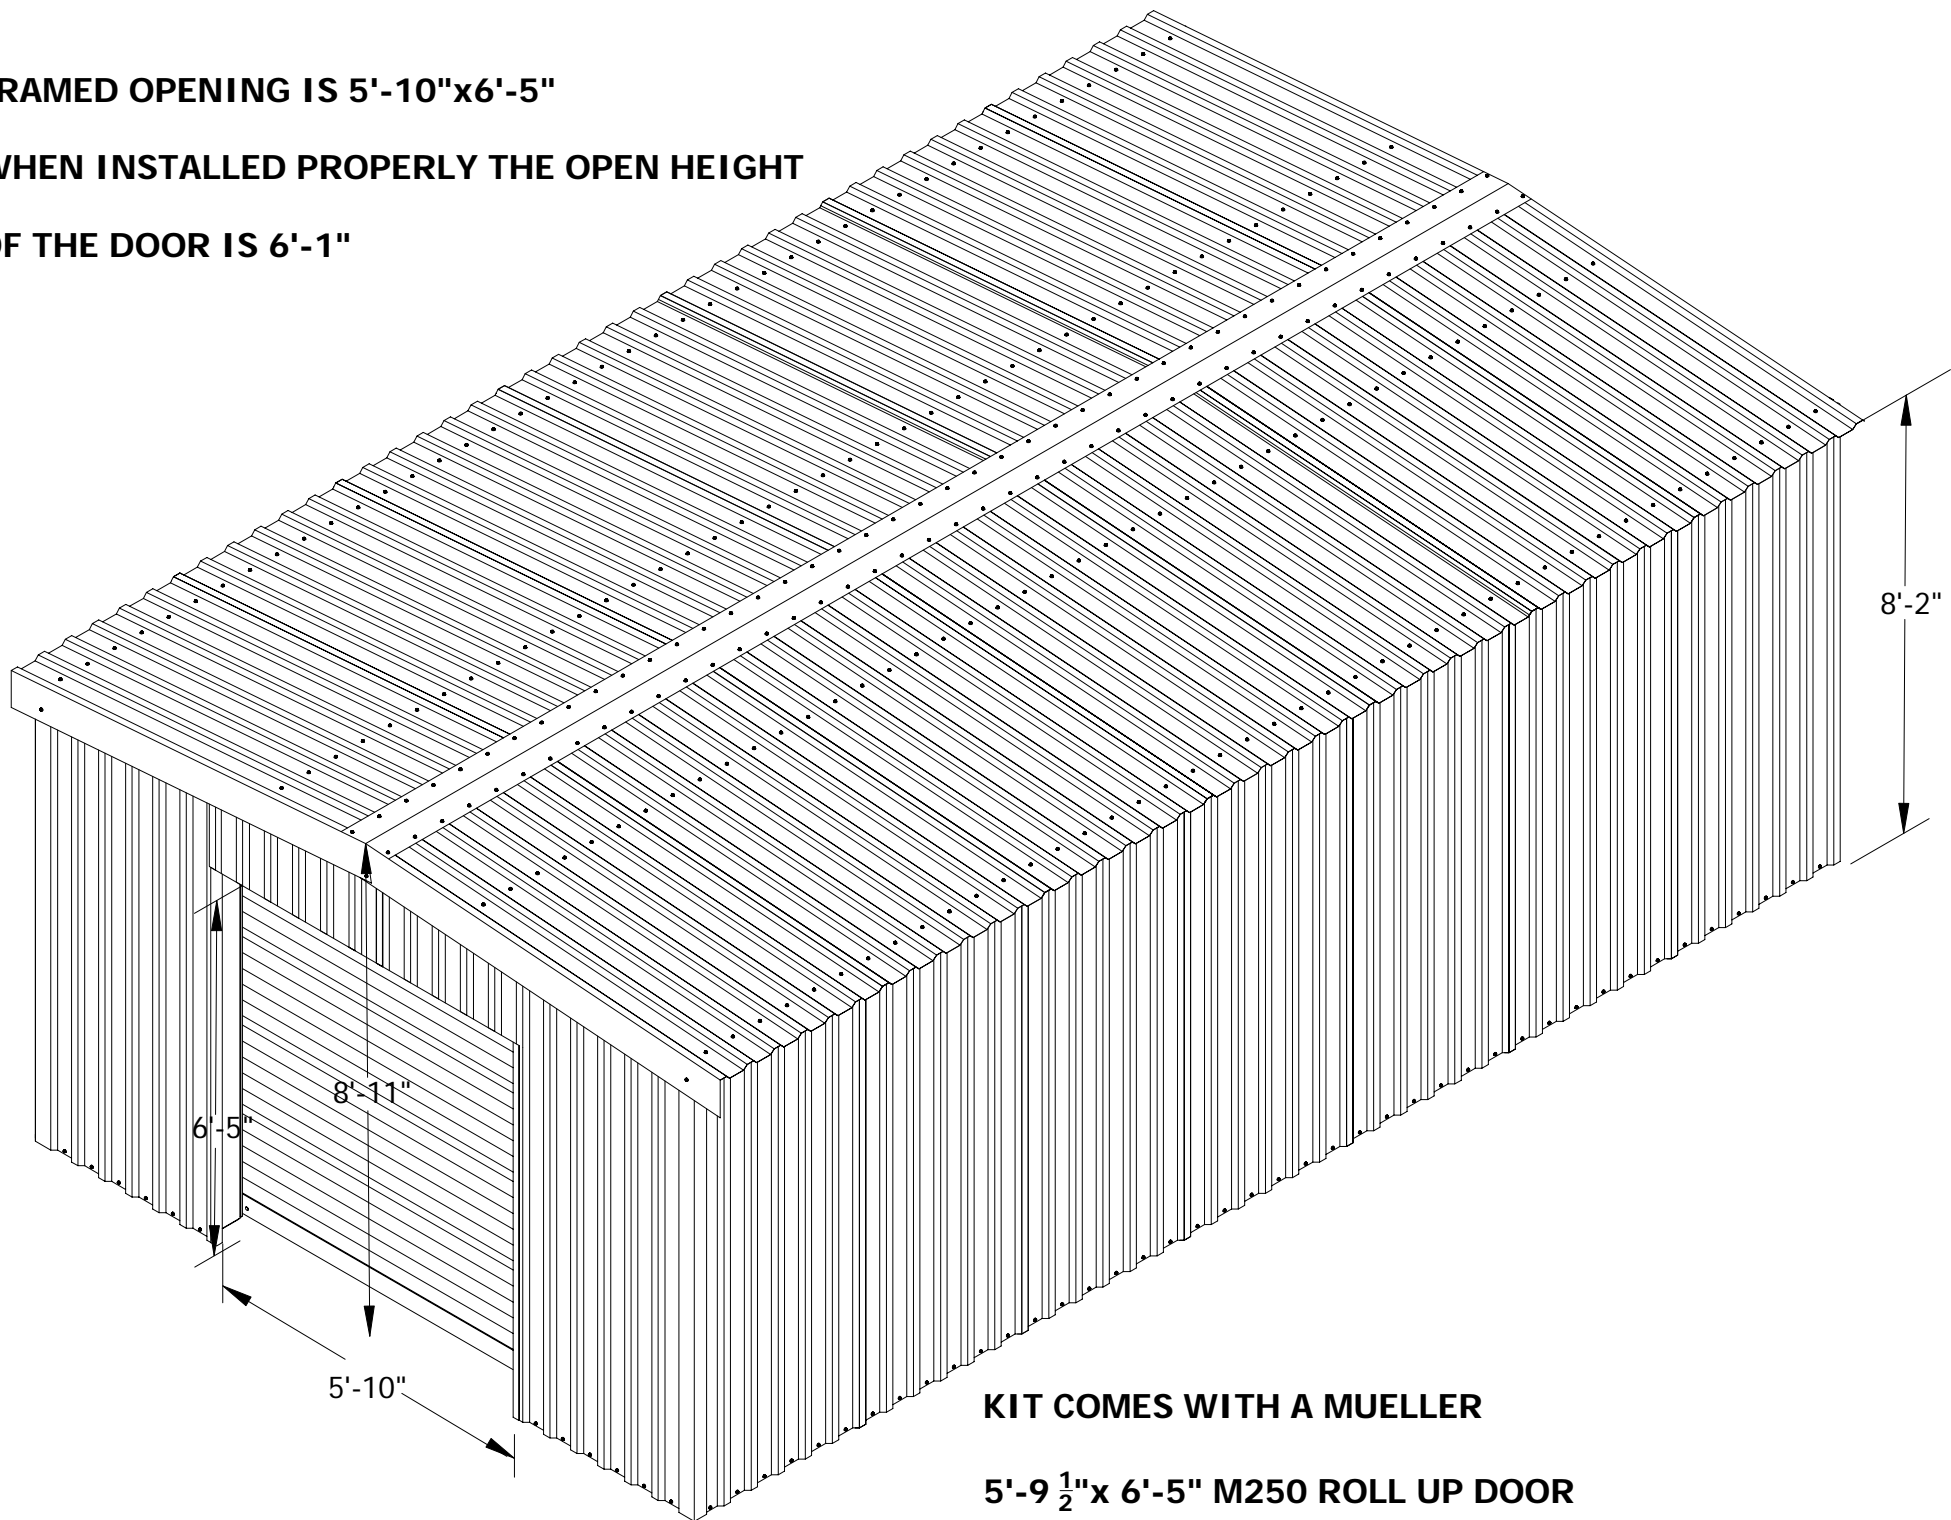 RAMED OPENING IS 5'-10"x6'-5"
WHEN INSTALLED PROPERLY THE OPEN HEIGHT
OF THE DOOR IS 6'-1"
8'-2"
8'-11"
6'-5"
5'-10"
KIT COMES WITH A MUELLER
5'-9 1/2"x 6'-5" M250 ROLL UP DOOR